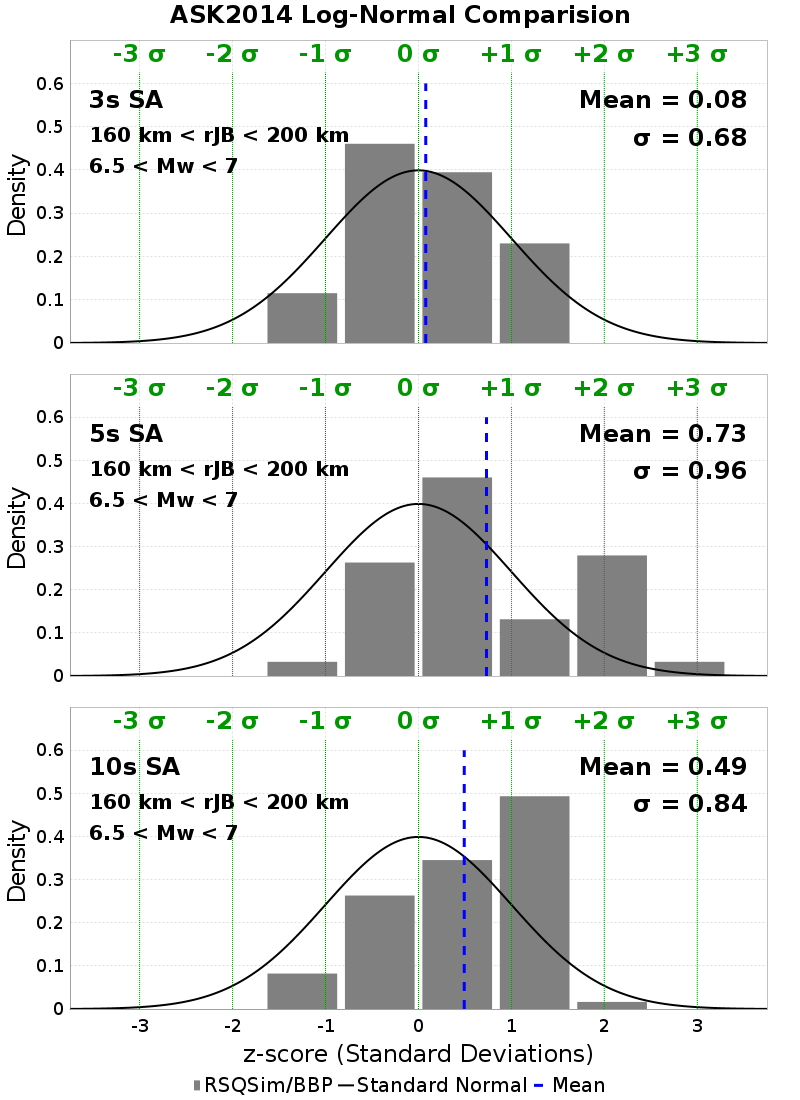 ASK2014 Log-Normal Comparision
-3 σ -2 σ -1 σ 0 σ +1 σ +2 σ +3 σ
3s SA
160 km < rJB < 200 km
6.5 < Mw < 7
Mean = 0.08
σ = 0.68
Density
0.6
0.5
0.4
0.3
0.2
0.1
0
-3 σ -2 σ -1 σ 0 σ +1 σ +2 σ +3 σ
5s SA
160 km < rJB < 200 km
6.5 < Mw < 7
Mean = 0.73
σ = 0.96
Density
0.6
0.5
0.4
0.3
0.2
0.1
0
-3 σ -2 σ -1 σ 0 σ +1 σ +2 σ +3 σ
10s SA
160 km < rJB < 200 km
6.5 < Mw < 7
Mean = 0.49
σ = 0.84
Density
0.6
0.5
0.4
0.3
0.2
0.1
0
-3 -2 -1 0 1 2 3
z-score (Standard Deviations)
RSQSim/BBP Standard Normal Mean